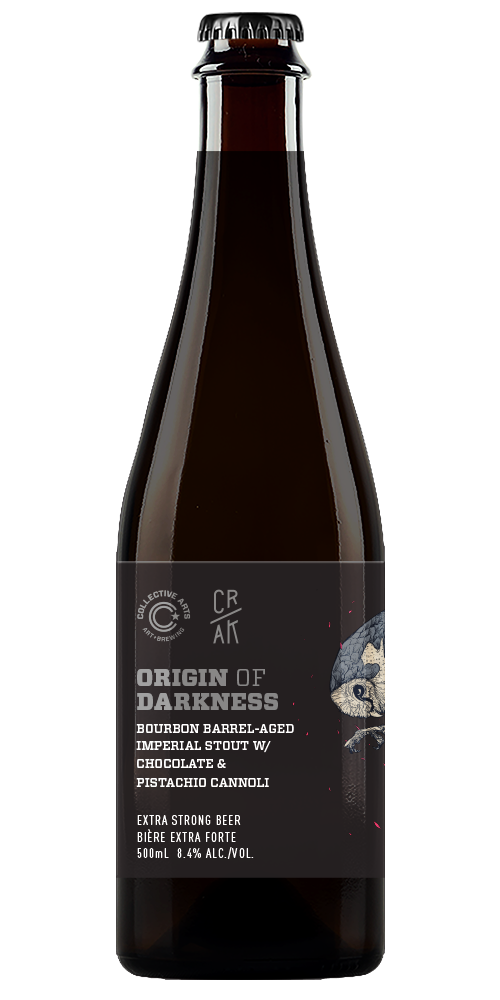 COLLECTIVE ARTS
ART • BREWING
CR
AK
ORIGIN OF
DARKNESS
BOURBON BARREL-AGED
IMPERIAL STOUT W/
CHOCOLATE &
PISTACHIO CANNOLI
EXTRA STRONG BEER
BIÈRE EXTRA FORTE
500mL 8.4% ALC./VOL.